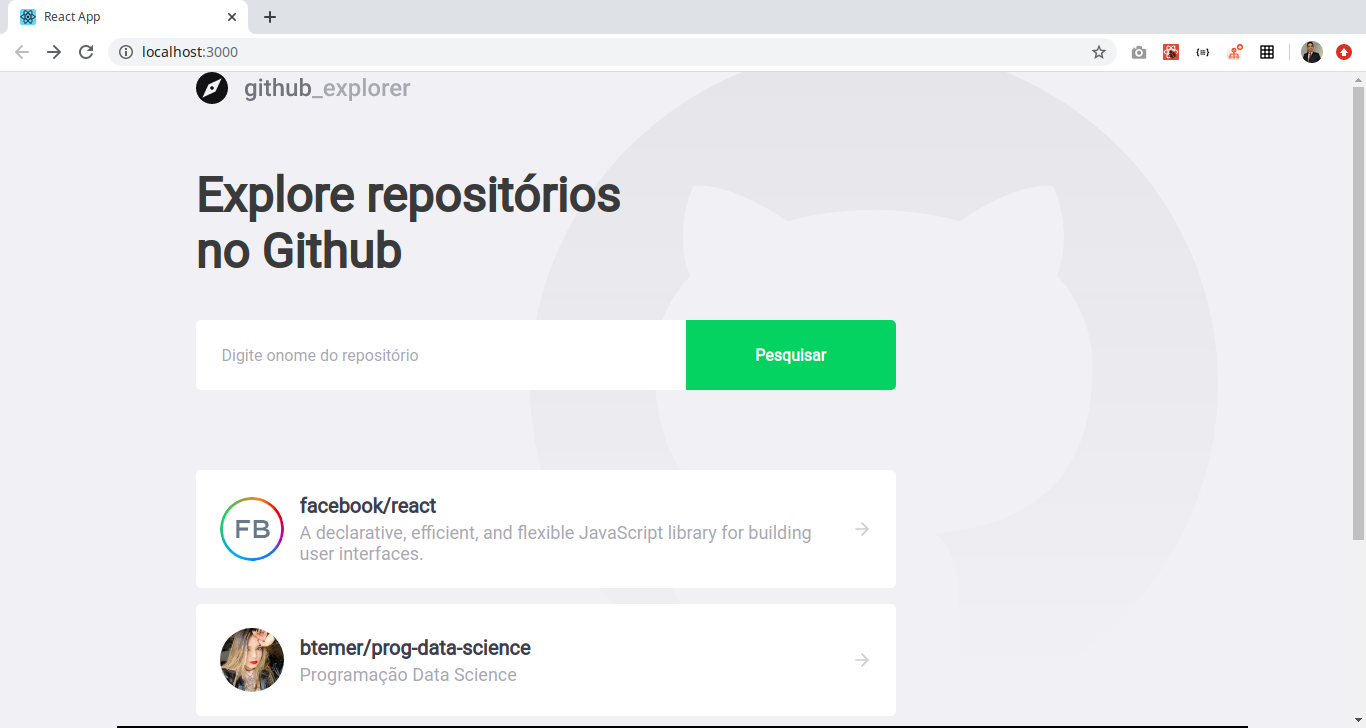 React App
localhost:3000
github_explorer
Explore repositórios
no Github
Digite onome do repositório
Pesquisar
FB
facebook/react
A declarative, efficient, and flexible JavaScript library for building
user interfaces.
btemer/prog-data-science
Programação Data Science